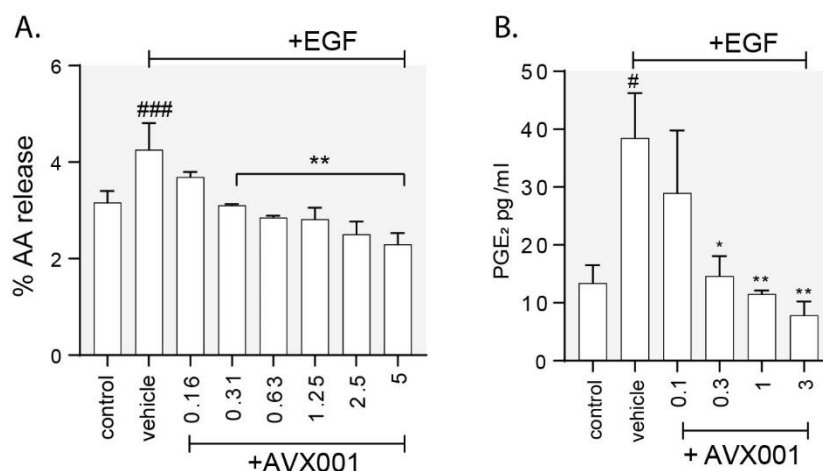 A.
+EGF
6
###
**
4
2
0
% AA release
control
vehicle
0.16
0.31
0.63
1.25
2.5
5
+AVX001
B.
+EGF
50
#
40
30
20
*
**
**
10
0
PGE₂ pg /ml
control
vehicle
0.1
0.3
1
3
+ AVX001